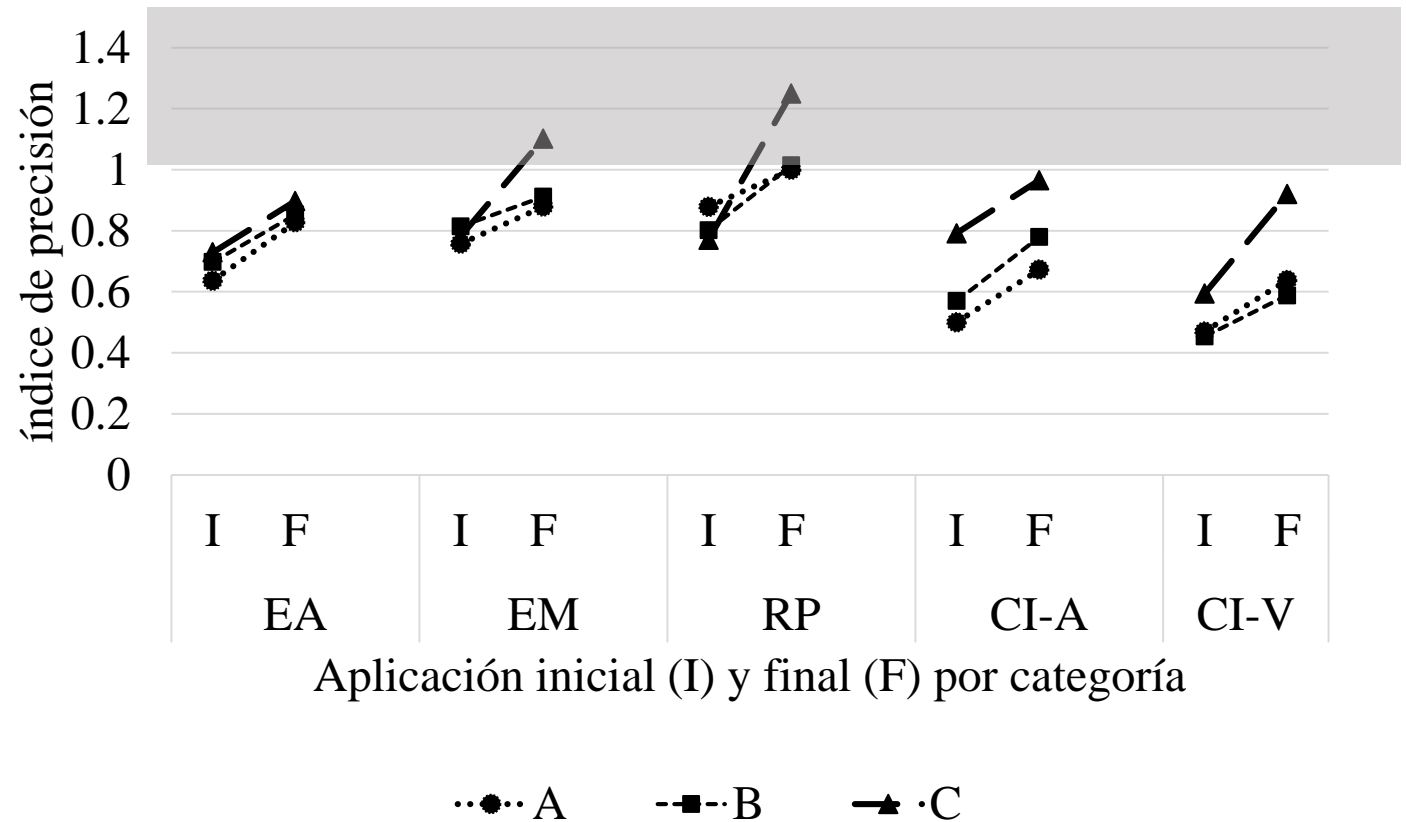 índice de precisión
1.4
1.2
1
0.8
0.6
0.4
0.2
0
I F I F I F I F I F
EA EM RP CI-A CI-V
Aplicación inicial (I) y final (F) por categoría
A B C